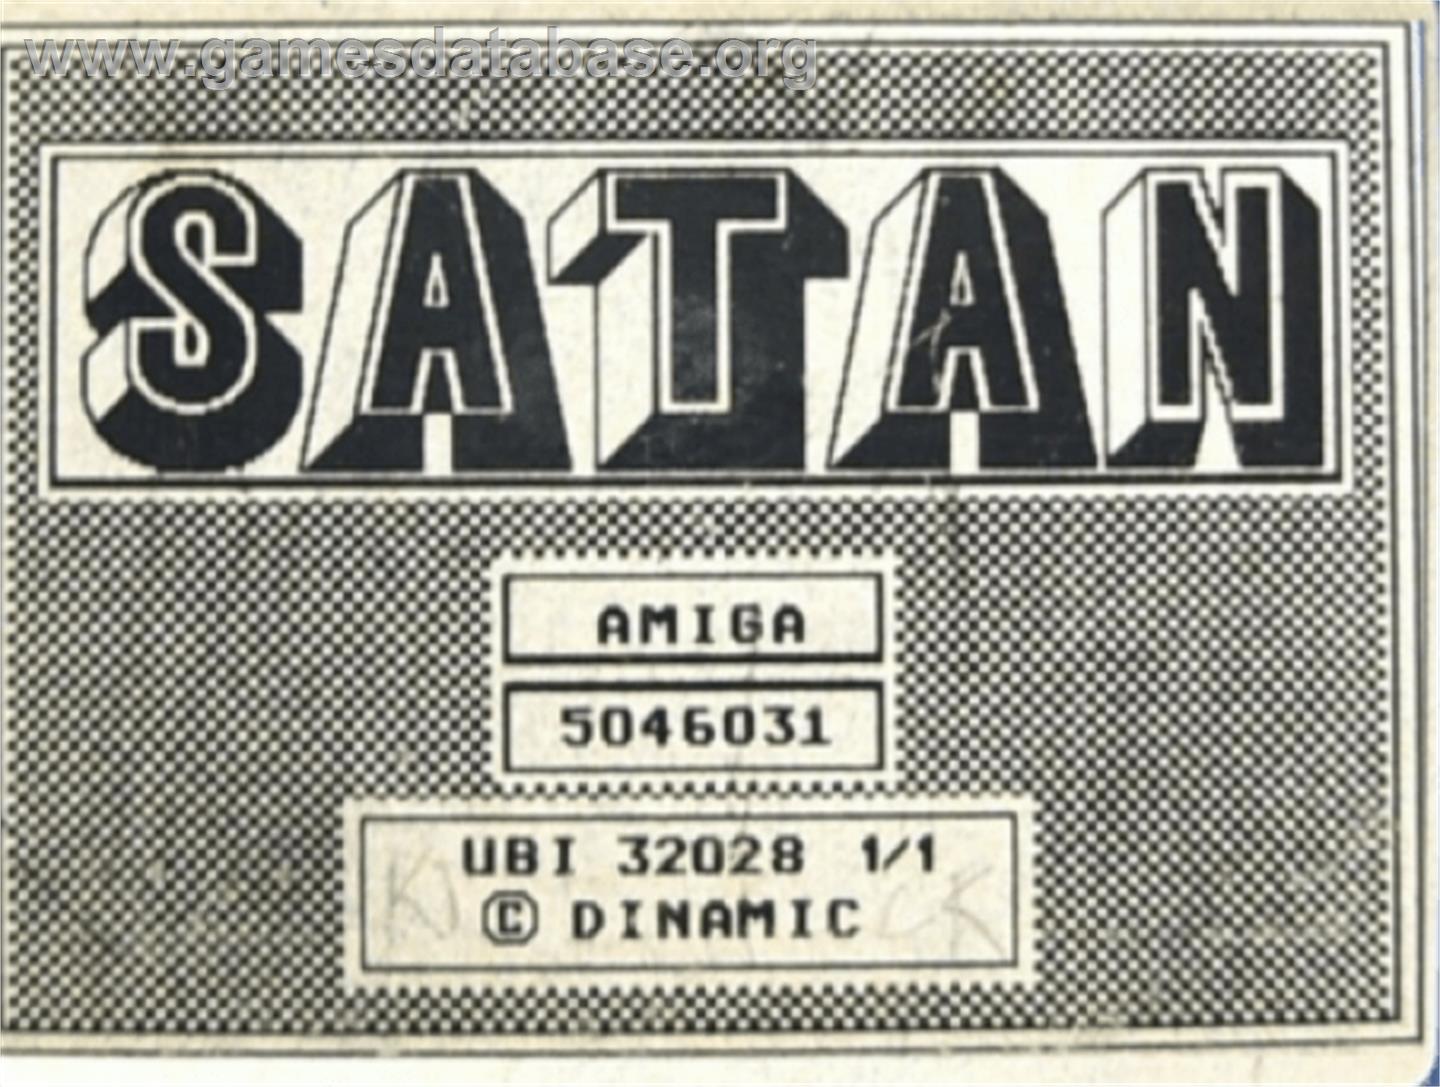 www.gamesdatabase.org
SATAN
AMIGA
5046031
UBI 32028 1/1
© DINAMIC